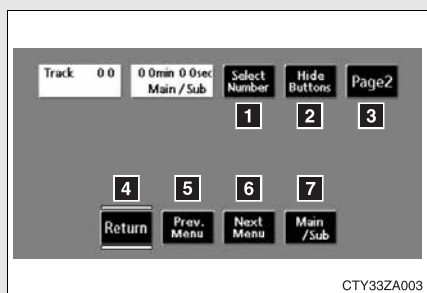 Track 0 0
0 0min 0 0sec
Main / Sub
Select
Number
Hide
Buttons
Page2
1
2
3
4
5
6
7
Return
Prev.
Menu
Next
Menu
Main
/Sub
CTY33ZA003